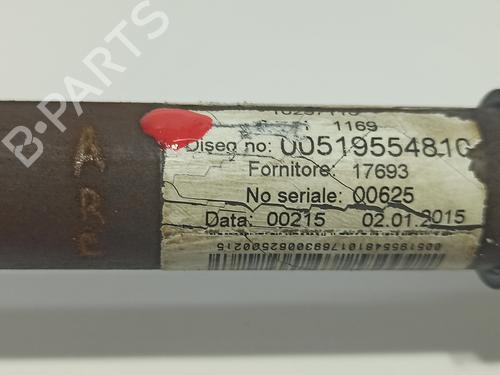 B-PARTS
1169
Diseg no: 00519554810
Fornitore: 17693
No seriale: 00625
Data: 00215 02.01.2015
A
R